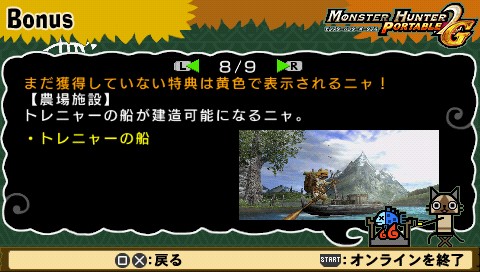 Bonus
MONSTER HUNTER
PORTABLE 2nd G
L 8/9 R
まだ獲得していない特典は黄色で表示されるニャ！
【農場施設】
トレニャーの船が建造可能になるニャ。
・トレニャーの船
□×:戻る
START:オンラインを終了